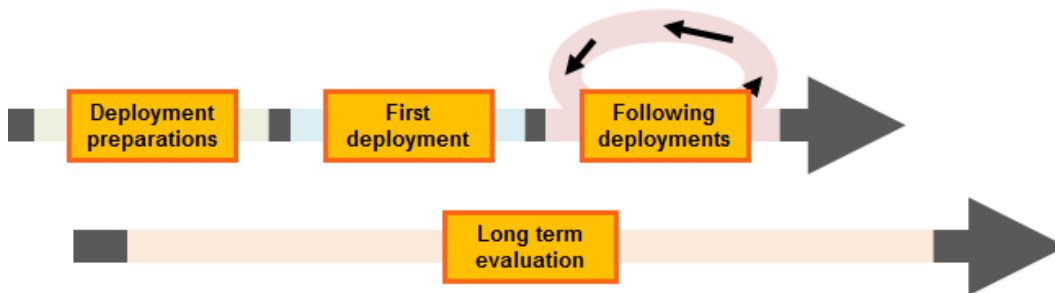 Deployment
preparations
First
deployment
Following
deployments
Long term
evaluation